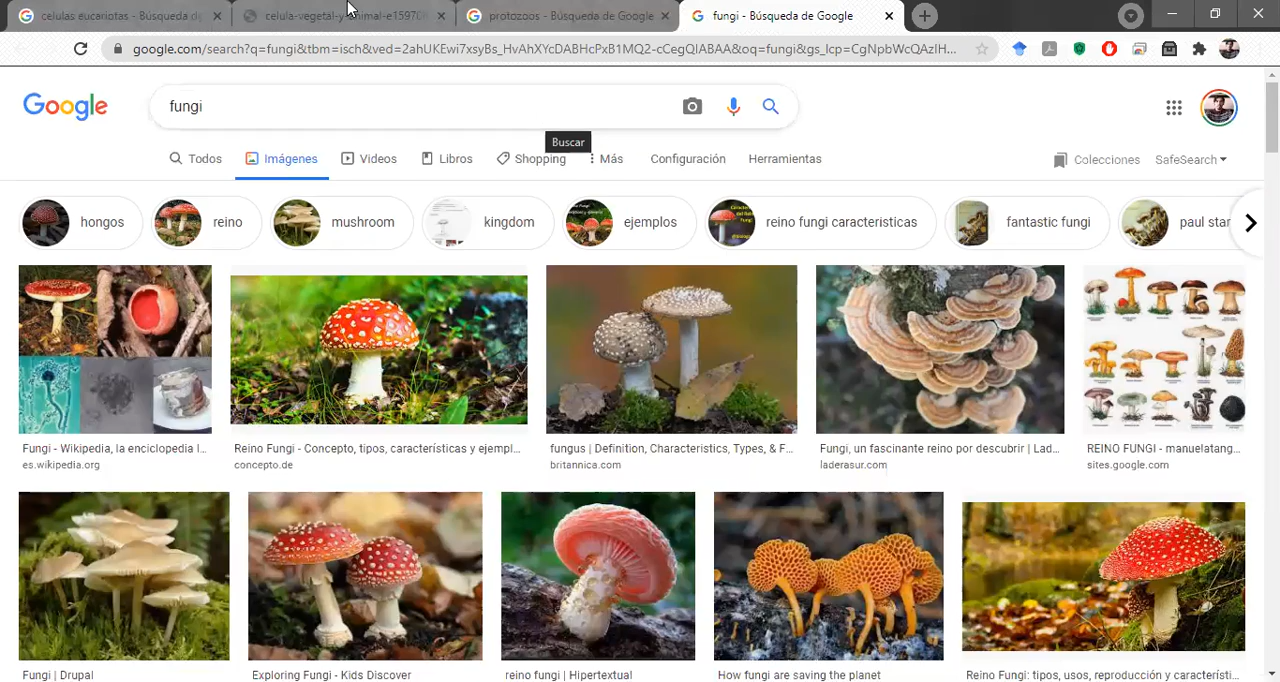 celulas eucariotas - Búsqueda de
celula-vegetal-y-animal-e15970
protozoos - Búsqueda de Google
fungi - Búsqueda de Google
google.com/search?q=fungi&tbm=isch&ved=2ahUKEwi7xsyBs_HvAhXYcDABHcPxB1MQ2-cCegQIABAA&oq=fungi&gs_lcp=CgNpbWcQAzIH...
Google
fungi
Buscar
Todos Imágenes Videos Libros Shopping Más Configuración Herramientas Colecciones SafeSearch
hongos reino mushroom kingdom ejemplos reino fungi caracteristicas fantastic fungi paul star
Fungi - Wikipedia, la enciclopedia l...
es.wikipedia.org
Reino Fungi - Concepto, tipos, características y ejempl...
concepto.de
fungus | Definition, Characteristics, Types, & F...
britannica.com
Fungi, un fascinante reino por descubrir | Lad...
laderasur.com
REINO FUNGI - manuelatang...
sites.google.com
Fungi | Drupal
Exploring Fungi - Kids Discover
reino fungi | Hipertextual
How fungi are saving the planet
Reino Fungi: tipos, usos, reproducción y característi...